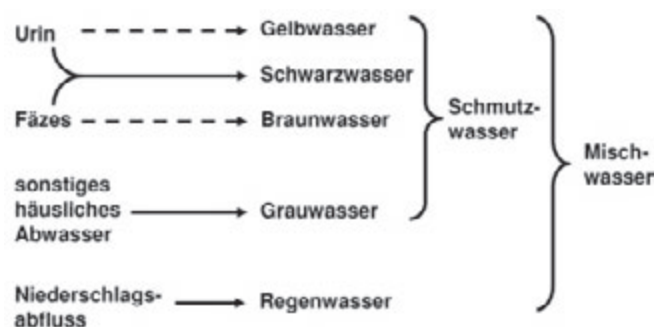 Urin
Gelbwasser
Schwarzwasser
Fäzes
Braunwasser
Schmutz-
wasser
Misch-
wasser
sonstiges
häusliches
Abwasser
Grauwasser
Niederschlags-
abfluss
Regenwasser